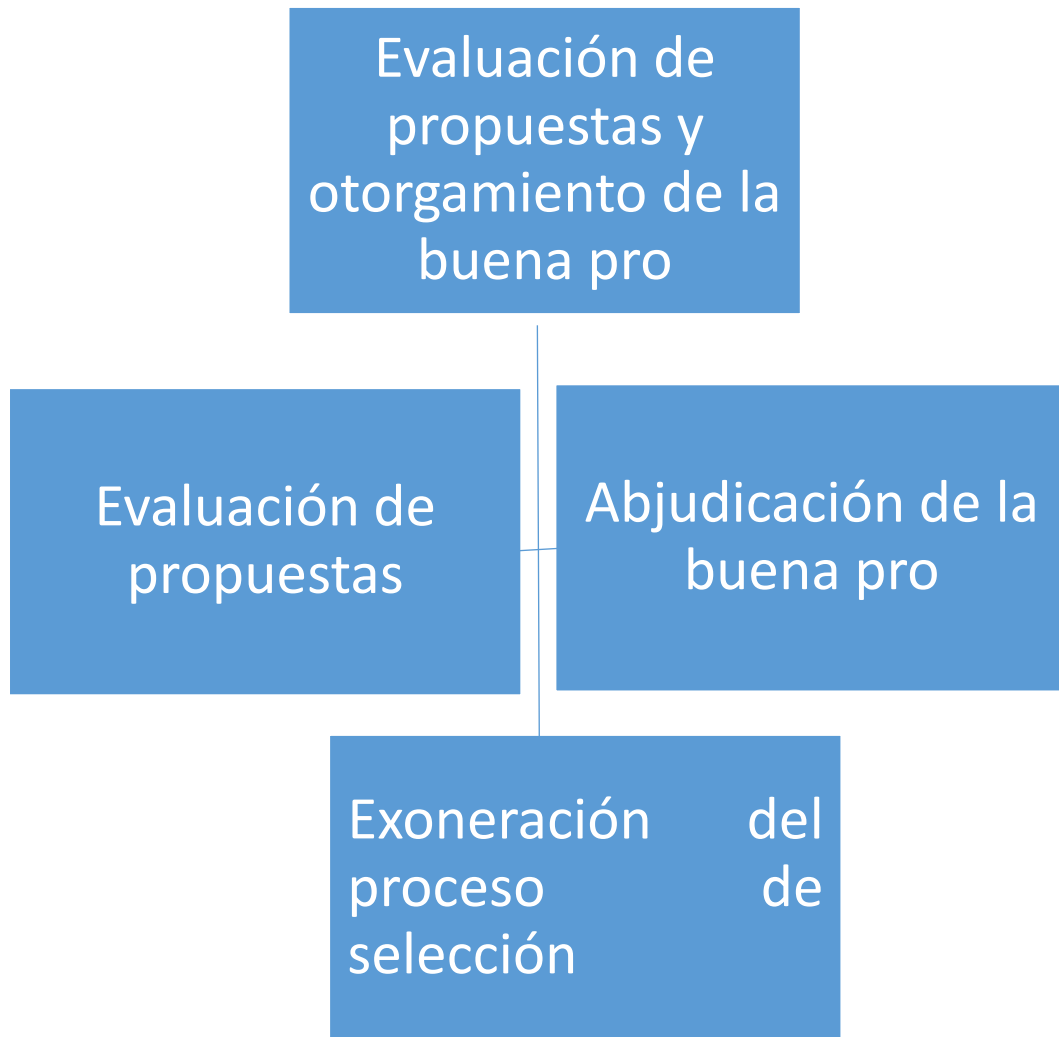 Evaluación de
propuestas y
otorgamiento de la
buena pro
Evaluación de
propuestas
Abjudicación de la
buena pro
Exoneración del
proceso de
selección